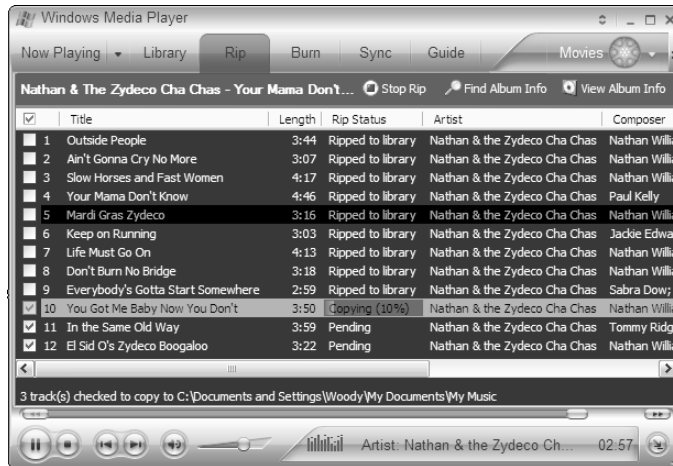 Windows Media Player
Now Playing Library Rip Burn Sync Guide Movies
Nathan & The Zydeco Cha Chas - Your Mama Don't... Stop Rip Find Album Info View Album Info
Title Length Rip Status Artist Composer
1 Outside People 3:44 Ripped to library Nathan & the Zydeco Cha Chas Nathan Willia
2 Ain't Gonna Cry No More 3:07 Ripped to library Nathan & the Zydeco Cha Chas Nathan Willia
3 Slow Horses and Fast Women 4:17 Ripped to library Nathan & the Zydeco Cha Chas Nathan Willia
4 Your Mama Don't Know 4:46 Ripped to library Nathan & the Zydeco Cha Chas Paul Kelly
5 Mardi Gras Zydeco 3:16 Ripped to library Nathan & the Zydeco Cha Chas Nathan Willia
6 Keep on Running 3:03 Ripped to library Nathan & the Zydeco Cha Chas Jackie Edwa
7 Life Must Go On 4:13 Ripped to library Nathan & the Zydeco Cha Chas Nathan Willia
8 Don't Burn No Bridge 3:18 Ripped to library Nathan & the Zydeco Cha Chas Nathan Willia
9 Everybody's Gotta Start Somewhere 2:59 Ripped to library Nathan & the Zydeco Cha Chas Sabra Dow;
10 You Got Me Baby Now You Don't 3:50 Copying (10%) Nathan & the Zydeco Cha Chas Nathan Willia
11 In the Same Old Way 3:59 Pending Nathan & the Zydeco Cha Chas Tommy Ridg
12 El Sid O's Zydeco Boogaloo 3:22 Pending Nathan & the Zydeco Cha Chas Nathan Willia
3 track(s) checked to copy to C:\Documents and Settings\Woody\My Documents\My Music
Artist: Nathan & the Zydeco Ch... 02:57